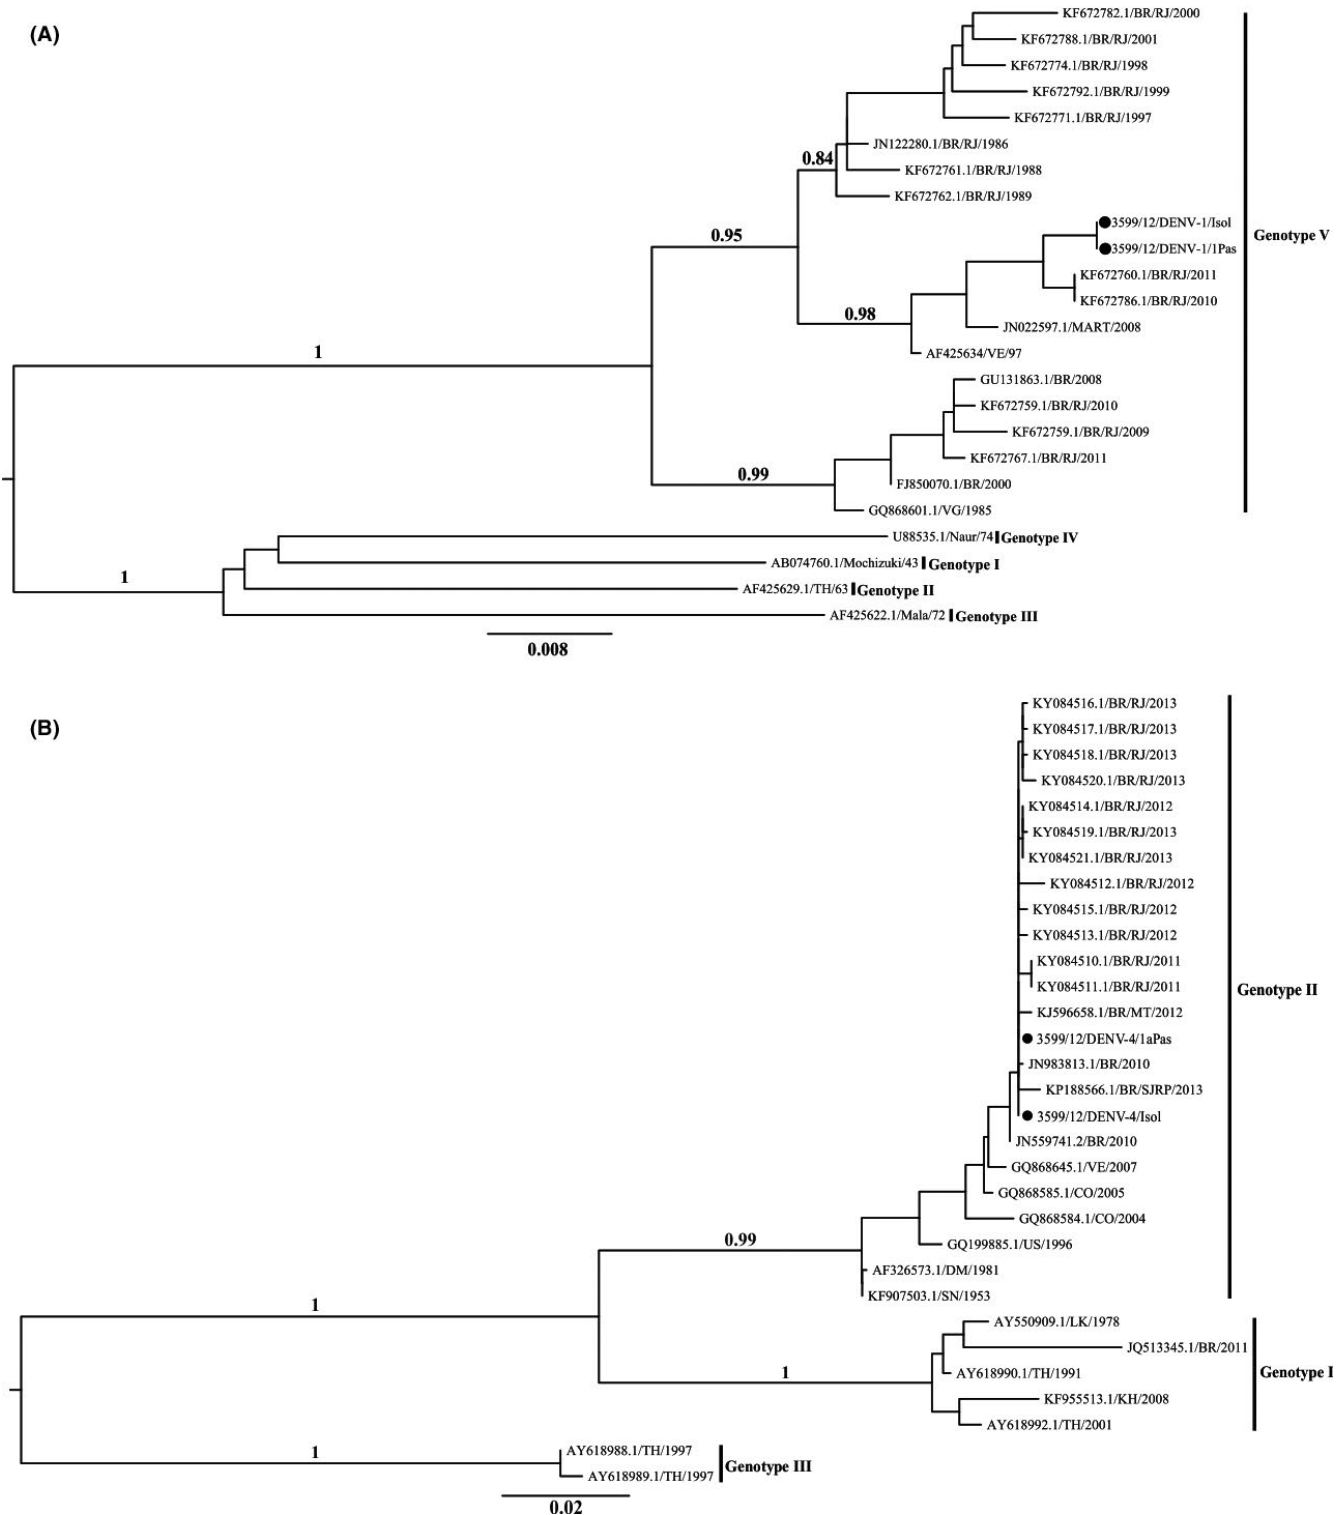 (A)
KF672782.1/BR/RJ/2000
KF672788.1/BR/RJ/2001
KF672774.1/BR/RJ/1998
KF672792.1/BR/RJ/1999
KF672771.1/BR/RJ/1997
JN122280.1/BR/RJ/1986
0.84
KF672761.1/BR/RJ/1988
KF672762.1/BR/RJ/1989
3599/12/DENV-1/Isol
0.95
Genotype V
3599/12/DENV-1/1Pas
KF672760.1/BR/RJ/2011
KF672786.1/BR/RJ/2010
0.98
JN022597.1/MART/2008
1
AF425634/VE/97
GU131863.1/BR/2008
KF672759.1/BR/RJ/2010
KF672759.1/BR/RJ/2009
KF672767.1/BR/RJ/2011
0.99
FJ850070.1/BR/2000
GQ868601.1/VG/1985
U88535.1/Naur/74 Genotype IV
AB074760.1/Mochizuki/43 Genotype I
1
AF425629.1/TH/63 Genotype II
AF425622.1/Mala/72 Genotype III
0.008
(B)
KY084516.1/BR/RJ/2013
KY084517.1/BR/RJ/2013
KY084518.1/BR/RJ/2013
KY084520.1/BR/RJ/2013
KY084514.1/BR/RJ/2012
KY084519.1/BR/RJ/2013
KY084521.1/BR/RJ/2013
KY084512.1/BR/RJ/2012
KY084515.1/BR/RJ/2012
KY084513.1/BR/RJ/2012
KY084510.1/BR/RJ/2011
KY084511.1/BR/RJ/2011
Genotype II
KJ596658.1/BR/MT/2012
3599/12/DENV-4/1aPas
JN983813.1/BR/2010
KP188566.1/BR/SJRP/2013
3599/12/DENV-4/Isol
JN559741.2/BR/2010
GQ868645.1/VE/2007
GQ868585.1/CO/2005
GQ868584.1/CO/2004
0.99
GQ199885.1/US/1996
AF326573.1/DM/1981
KF907503.1/SN/1953
1
AY550909.1/LK/1978
JQ513345.1/BR/2011
1
AY618990.1/TH/1991
Genotype I
KF955513.1/KH/2008
AY618992.1/TH/2001
1
AY618988.1/TH/1997
Genotype III
AY618989.1/TH/1997
0.02